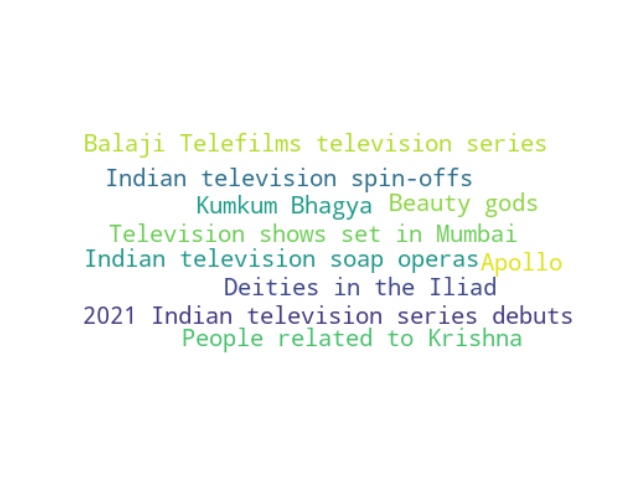 Balaji Telefilms television series
Indian television spin-offs
Kumkum Bhagya
Beauty gods
Television shows set in Mumbai
Indian television soap operas
Apollo
Deities in the Iliad
2021 Indian television series debuts
People related to Krishna